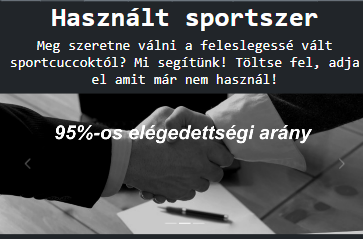 Használt sportszer
Meg szeretne válni a feleslegessé vált
sportcuccoktól? Mi segítünk! Töltse fel, adja
el amit már nem használ!
95%-os elégedettségi arány